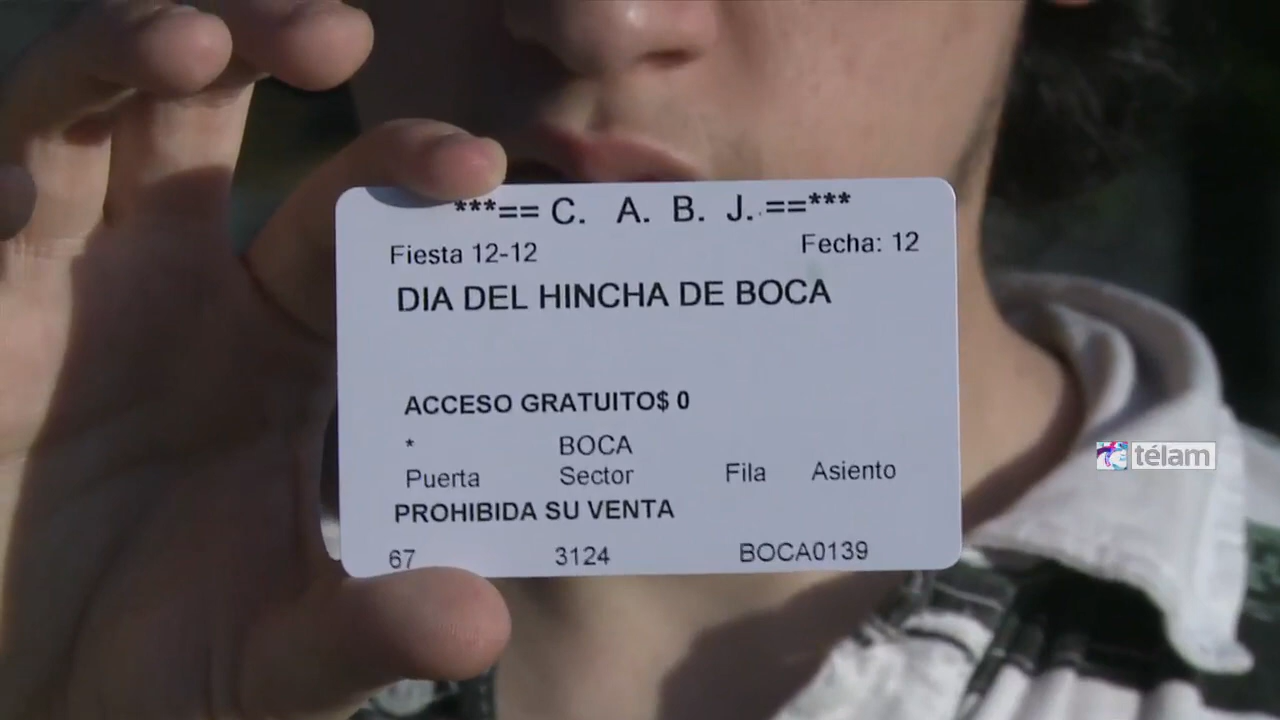 ***== C. A. B. J. ==***
Fiesta 12-12 Fecha: 12
DIA DEL HINCHA DE BOCA
ACCESO GRATUITO$ 0
* BOCA
Puerta Sector Fila Asiento
PROHIBIDA SU VENTA
67 3124 BOCA0139
télam